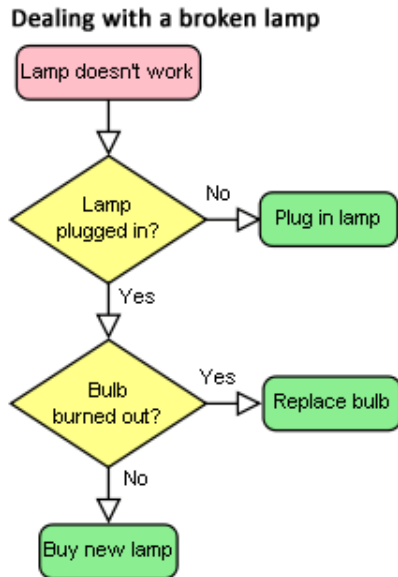 Dealing with a broken lamp
Lamp doesn't work
Lamp
plugged in?
No
Plug in lamp
Yes
Bulb
burned out?
Yes
Replace bulb
No
Buy new lamp